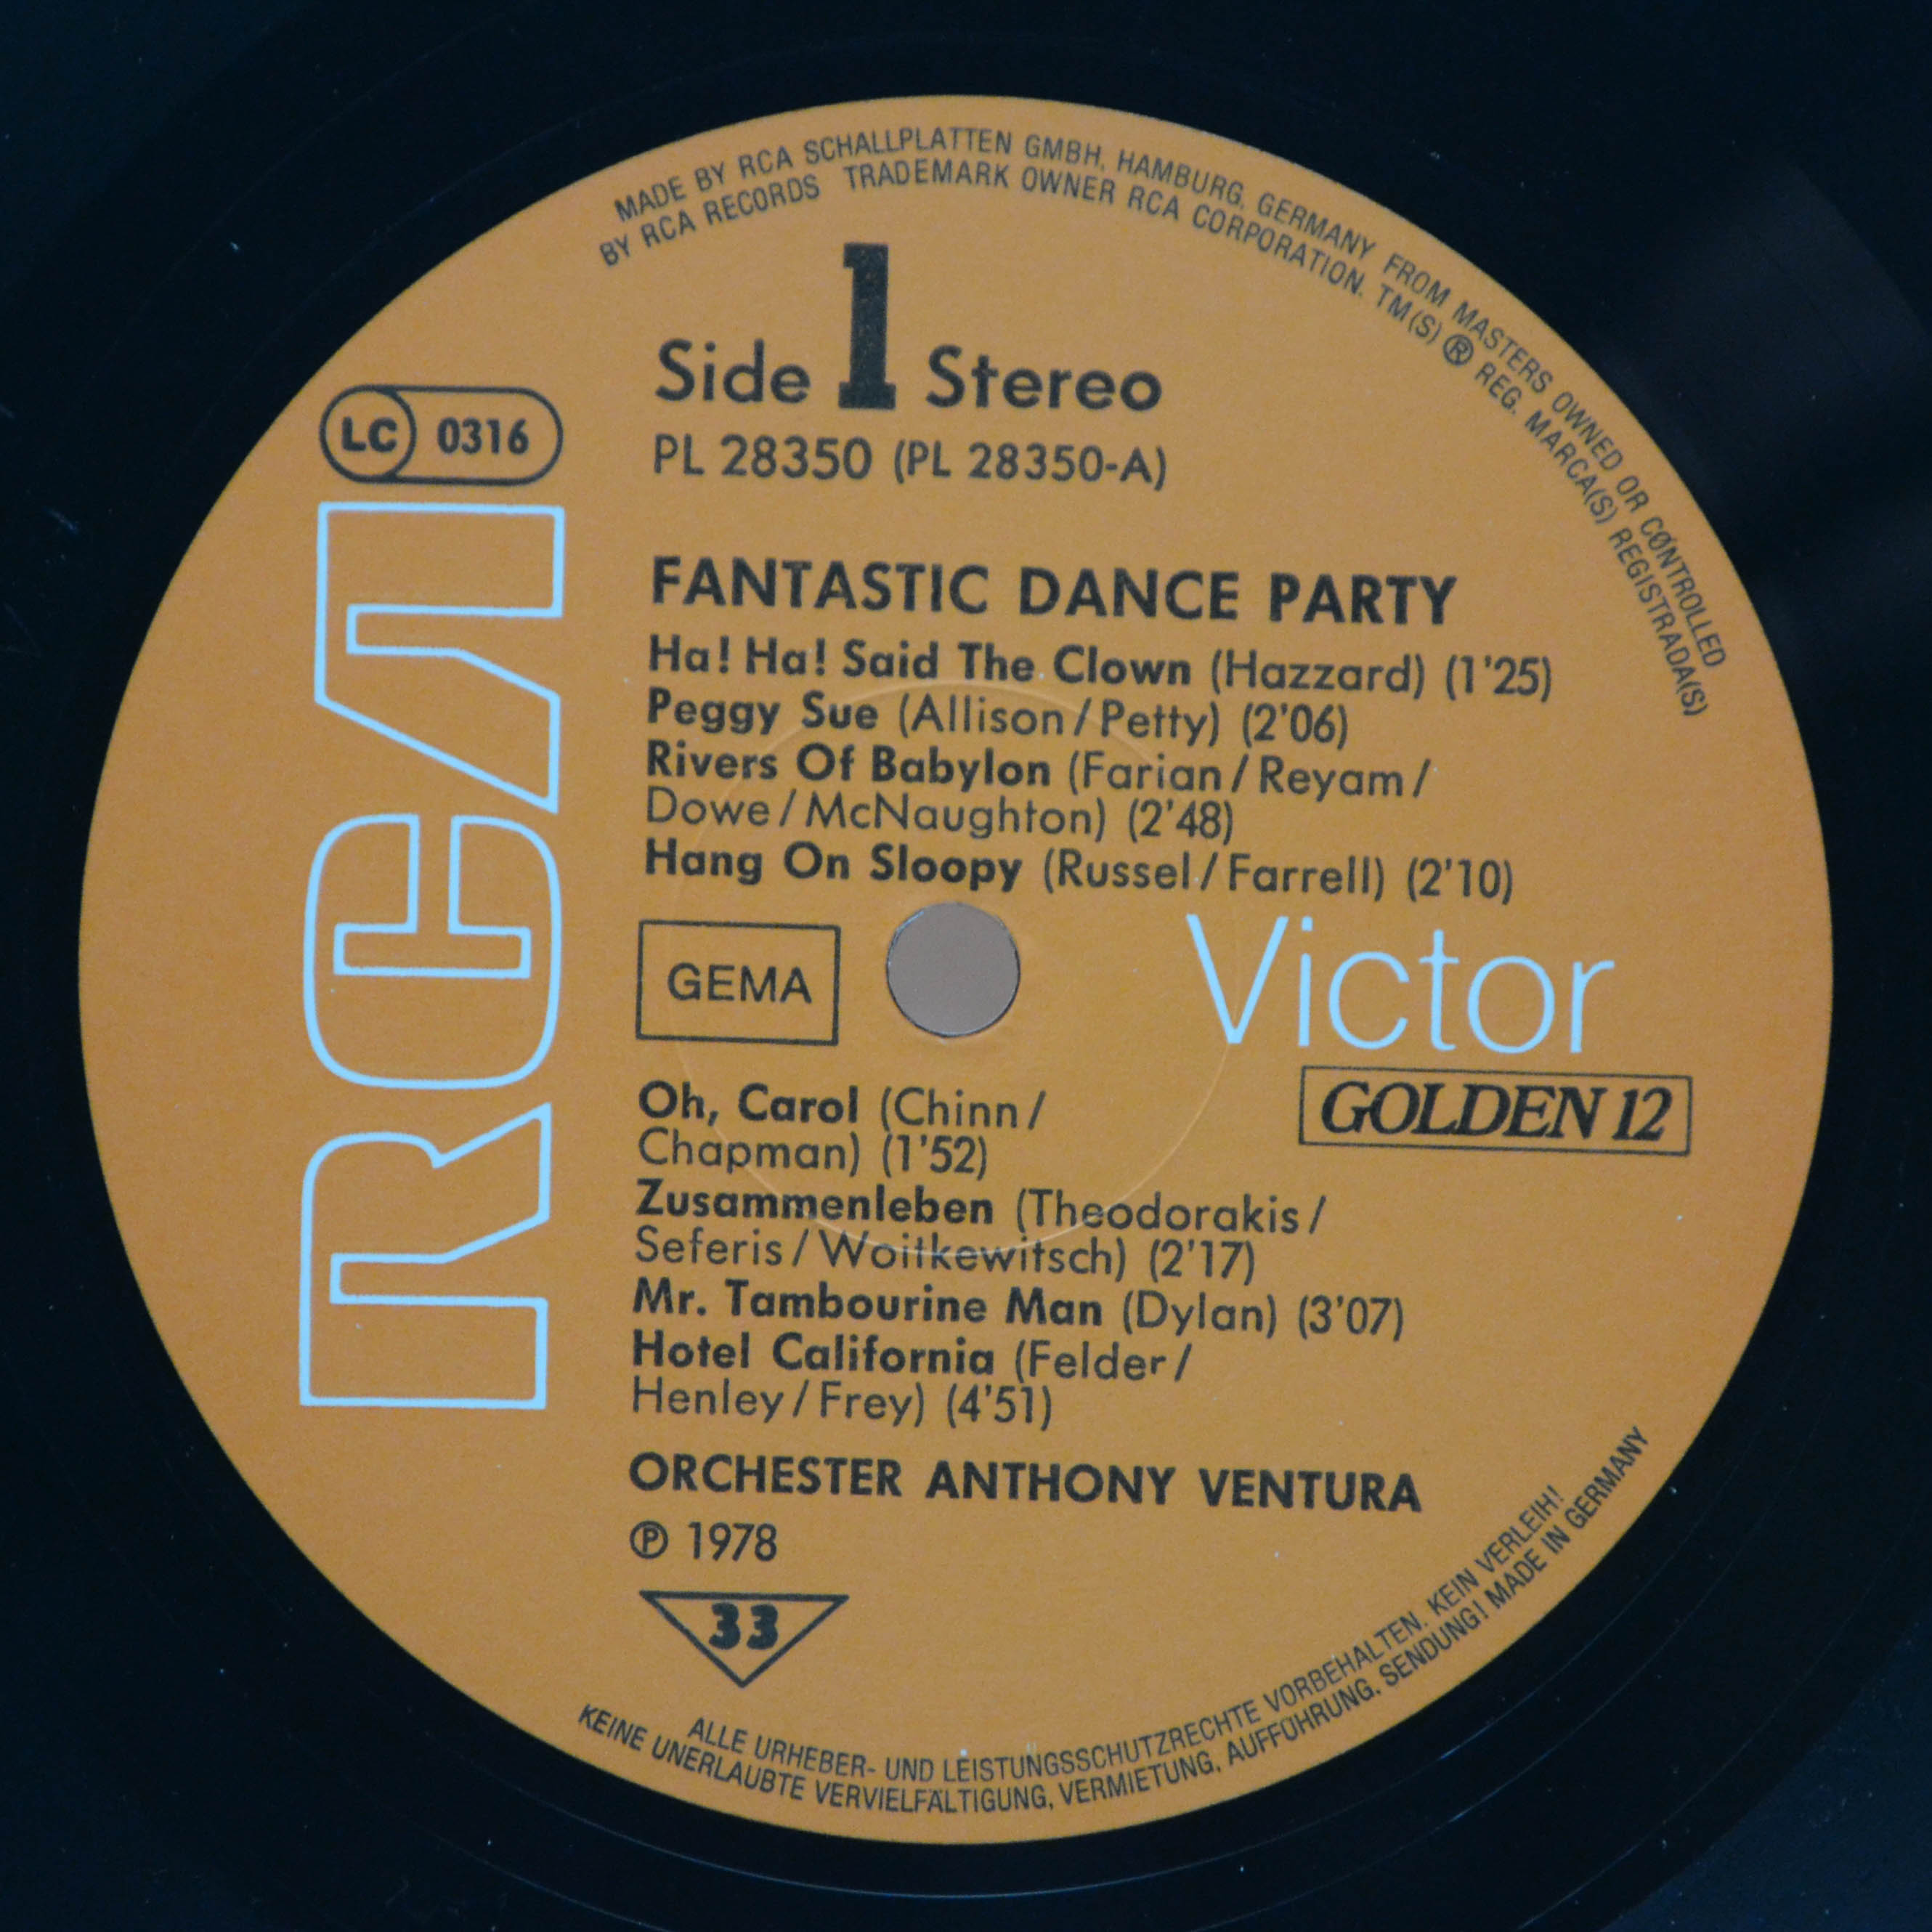 MADE BY RCA SCHALLPLATTEN GMBH, HAMBURG, GERMANY FROM MASTERS OWNED OR CONTROLLED
BY RCA RECORDS TRADEMARK OWNER RCA CORPORATION. TM(S) ® REG. MARCA(S) REGISTRADA(S)
Side 1 Stereo
PL 28350 (PL 28350-A)
LC 0316
RCA
FANTASTIC DANCE PARTY
Ha! Ha! Said The Clown (Hazzard) (1'25)
Peggy Sue (Allison/Petty) (2'06)
Rivers Of Babylon (Farian/Reyam/
Dowe/McNaughton) (2'48)
Hang On Sloopy (Russel/Farrell) (2'10)
GEMA
Victor
GOLDEN 12
Oh, Carol (Chinn/
Chapman) (1'52)
Zusammenleben (Theodorakis/
Seferis/Woitkewitsch) (2'17)
Mr. Tambourine Man (Dylan) (3'07)
Hotel California (Felder/
Henley/Frey) (4'51)
ORCHESTER ANTHONY VENTURA
℗ 1978
33
ALLE URHEBER- UND LEISTUNGSSCHUTZRECHTE VORBEHALTEN. KEIN VERLEIH!
KEINE UNERLAUBTE VERVIELFÄLTIGUNG, VERMIETUNG, AUFFÜHRUNG, SENDUNG! MADE IN GERMANY